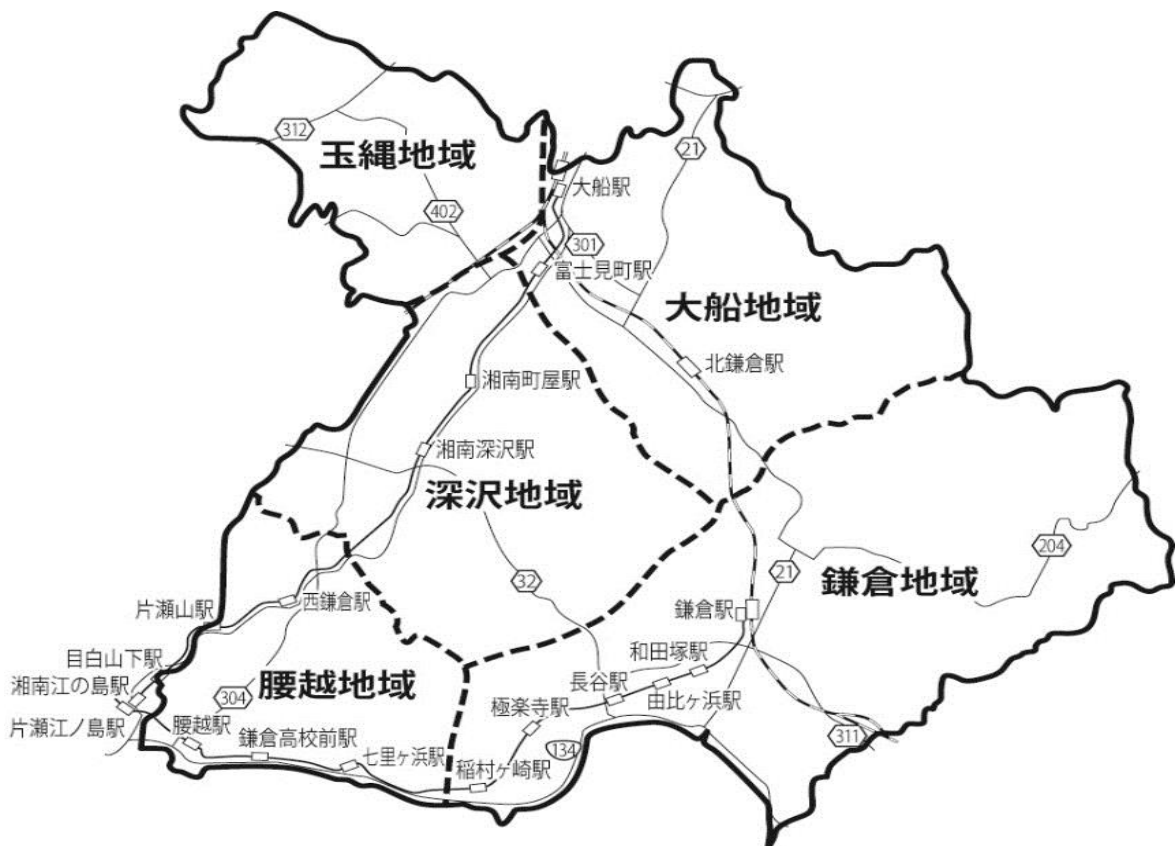 312
玉縄地域
21
大船駅
402
301
富士見町駅
大船地域
北鎌倉駅
湘南町屋駅
湘南深沢駅
深沢地域
204
32
21
鎌倉地域
西鎌倉駅
片瀬山駅
鎌倉駅
目白山下駅
和田塚駅
湘南江の島駅
304
腰越地域
長谷駅
由比ヶ浜駅
極楽寺駅
片瀬江ノ島駅
腰越駅
鎌倉高校前駅
七里ヶ浜駅
134
311
稲村ヶ崎駅